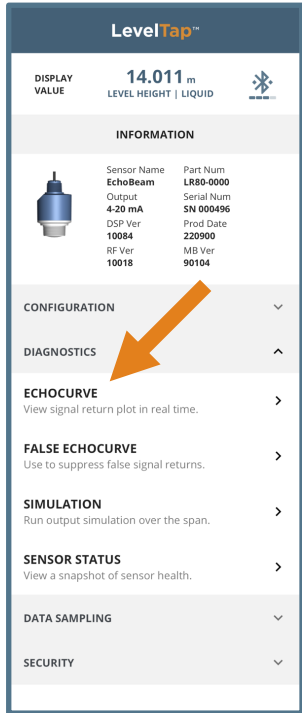 LevelTap™
DISPLAY VALUE
14.011 m
LEVEL HEIGHT | LIQUID
INFORMATION
Sensor Name
EchoBeam
Part Num
LR80-0000
Output
4-20 mA
Serial Num
SN 000496
DSP Ver
10084
Prod Date
220900
RF Ver
10018
MB Ver
90104
CONFIGURATION
DIAGNOSTICS
ECHOCURVE
View signal return plot in real time.
FALSE ECHOCURVE
Use to suppress false signal returns.
SIMULATION
Run output simulation over the span.
SENSOR STATUS
View a snapshot of sensor health.
DATA SAMPLING
SECURITY